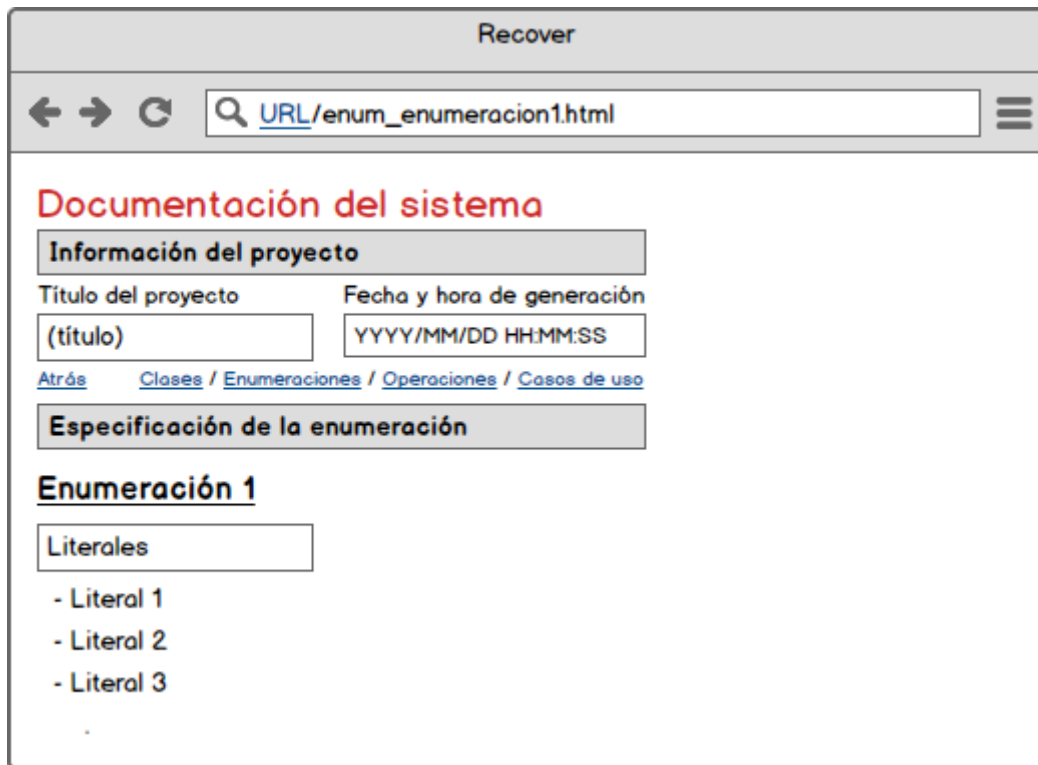 Recover
URL/enum_enumeracion1.html
Documentación del sistema
Información del proyecto
Título del proyecto Fecha y hora de generación
(título) YYYY/MM/DD HH:MM:SS
Atrás Clases / Enumeraciones / Operaciones / Casos de uso
Especificación de la enumeración
Enumeración 1
Literales
- Literal 1
- Literal 2
- Literal 3
.